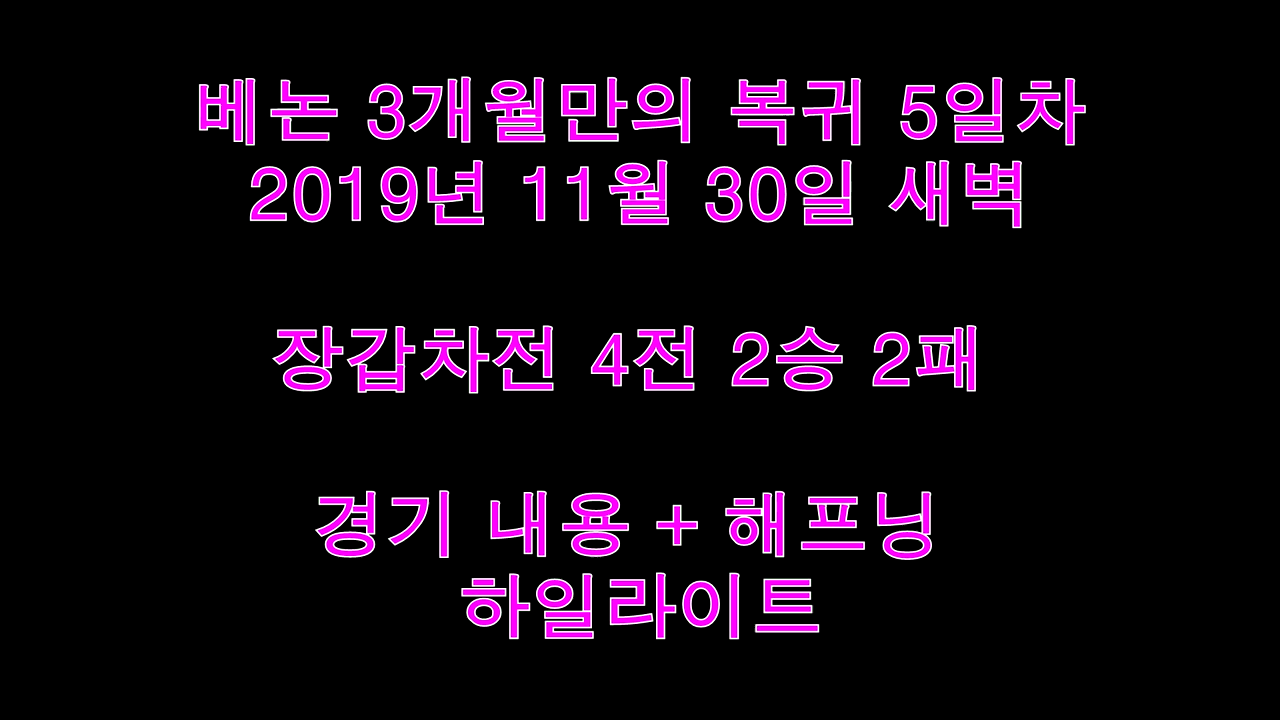 베논 3개월만의 복귀 5일차
2019년 11월 30일 새벽
장갑차전 4전 2승 2패
경기 내용 + 해프닝
하일라이트